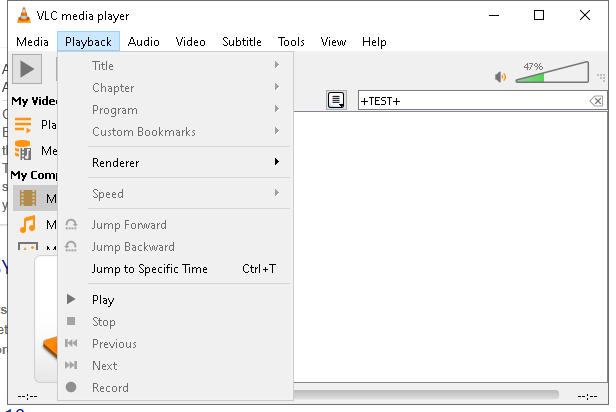 VLC media player
Media Playback Audio Video Subtitle Tools View Help
47%
+TEST+
My Vide
Pla
Me
My Comp
M
M
Title
Chapter
Program
Custom Bookmarks
Renderer
Speed
Jump Forward
Jump Backward
Jump to Specific Time Ctrl+T
Play
Stop
Previous
Next
Record
--:-- --:--